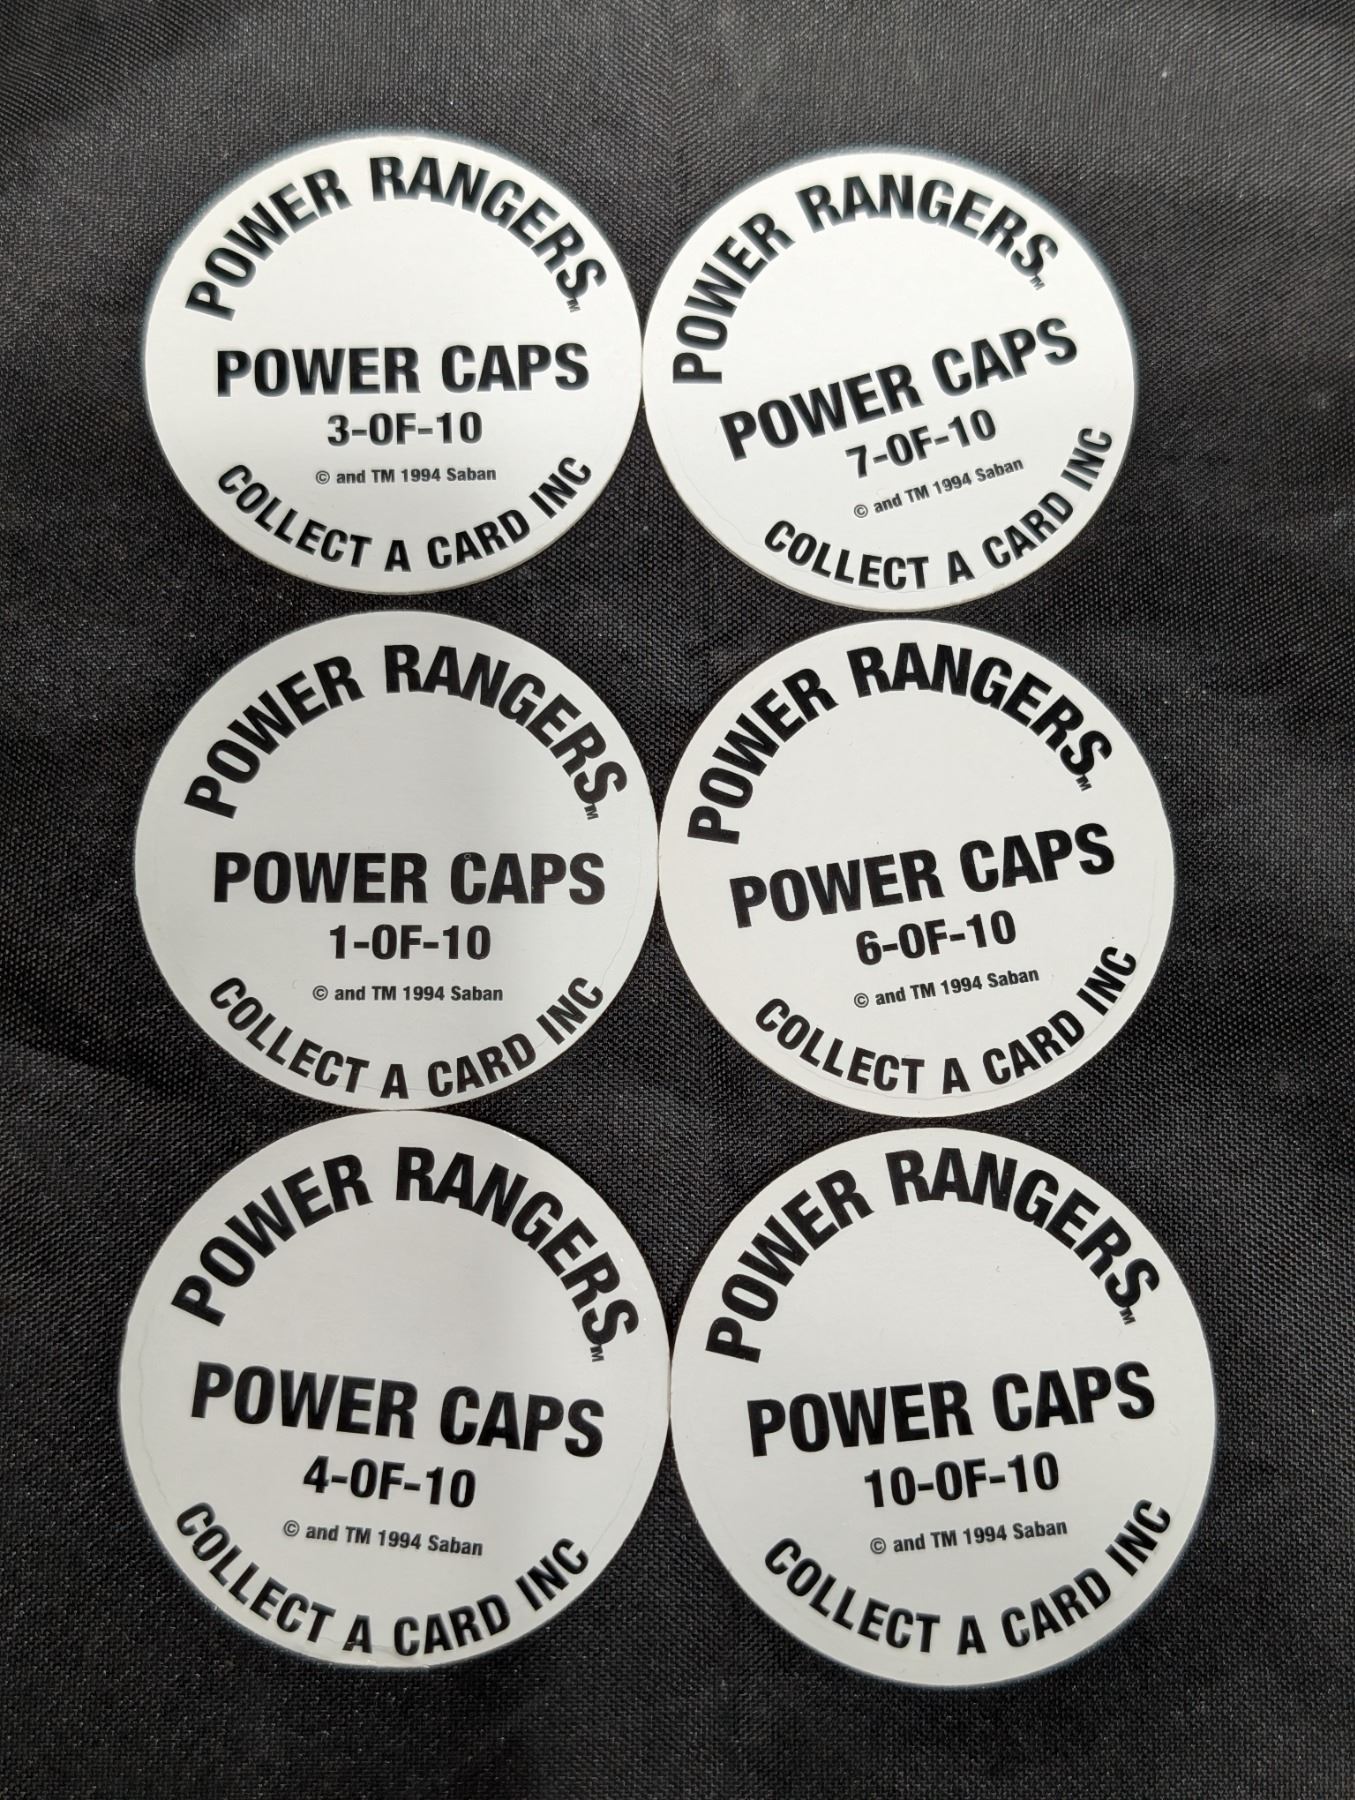 POWER RANGERS™
POWER CAPS
3-OF-10
© and TM 1994 Saban
COLLECT A CARD INC
POWER RANGERS™
POWER CAPS
7-OF-10
© and TM 1994 Saban
COLLECT A CARD INC
POWER RANGERS™
POWER CAPS
1-OF-10
© and TM 1994 Saban
COLLECT A CARD INC
POWER RANGERS™
POWER CAPS
6-OF-10
© and TM 1994 Saban
COLLECT A CARD INC
POWER RANGERS™
POWER CAPS
4-OF-10
© and TM 1994 Saban
COLLECT A CARD INC
POWER RANGERS™
POWER CAPS
10-OF-10
© and TM 1994 Saban
COLLECT A CARD INC